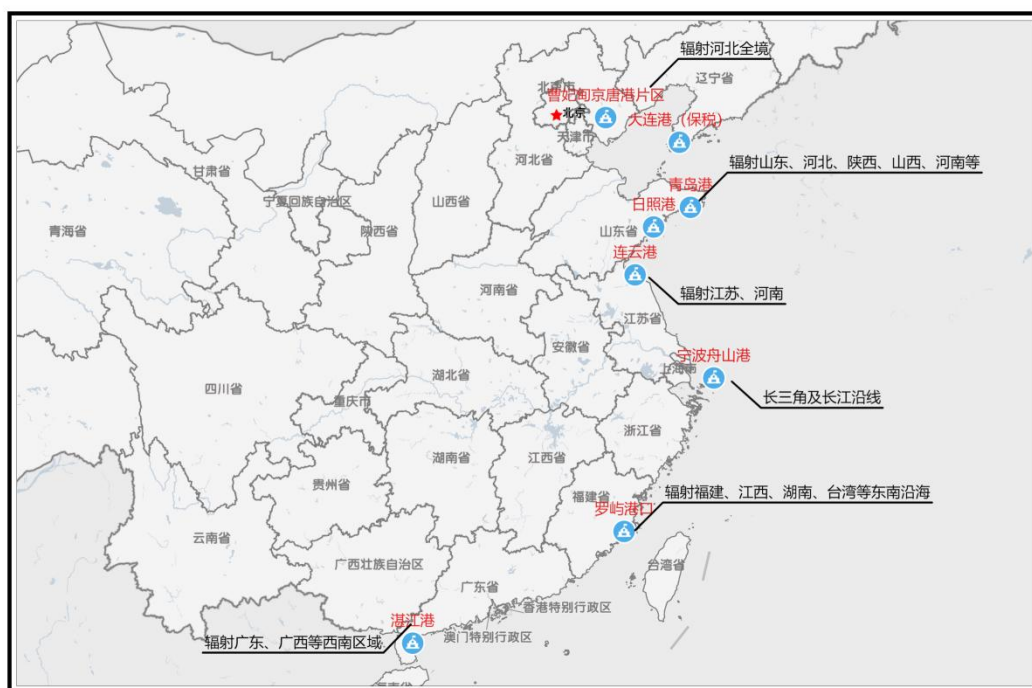 辐射河北全境
辽宁省
北京市
曹妃甸京唐港片区
北京
大连港（保税）
天津市
河北省
甘肃省
辐射山东、河北、陕西、山西、河南等
青岛港
宁夏回族自治区
山西省
日照港
青海省
陕西省
山东省
连云港
河南省
辐射江苏、河南
江苏省
安徽省
宁波舟山港
上海市
湖北省
四川省
重庆市
长三角及长江沿线
浙江省
湖南省
江西省
贵州省
辐射福建、江西、湖南、台湾等东南沿海
福建省
罗屿港口
云南省
广西壮族自治区
台湾省
广东省
香港特别行政区
湛江港
澳门特别行政区
辐射广东、广西等西南区域
海南省